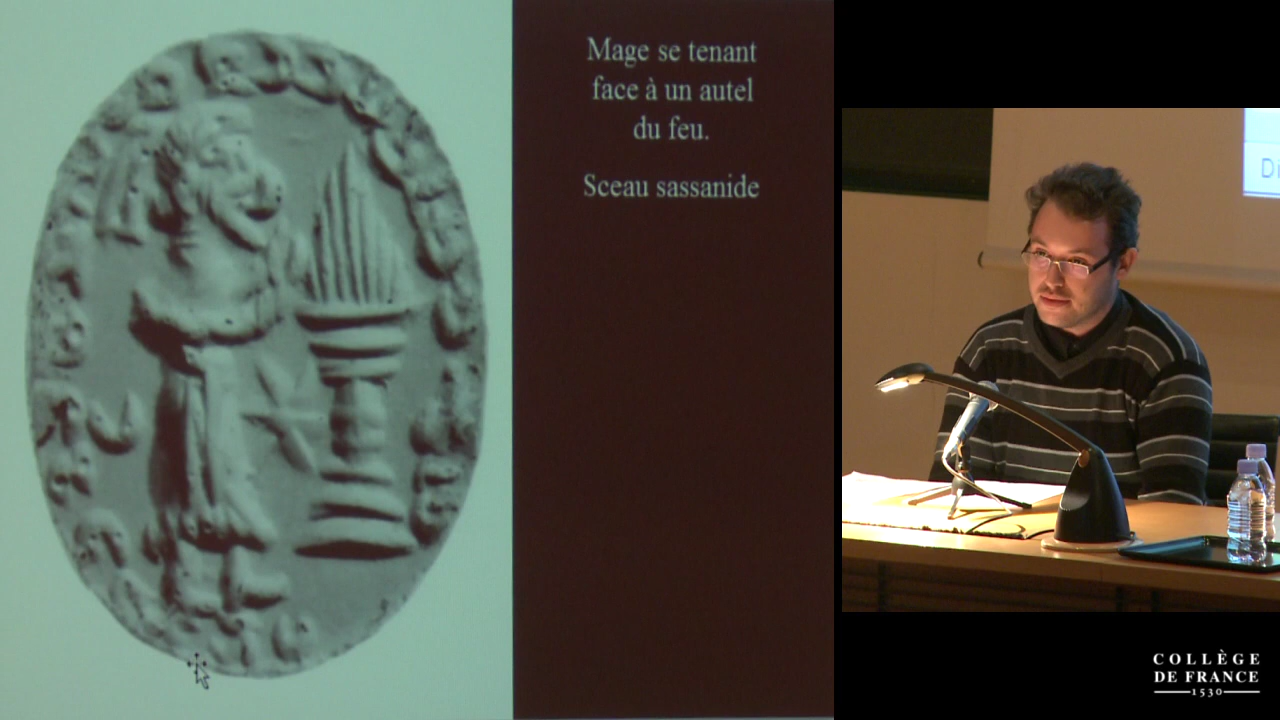 Mage se tenant
face à un autel
du feu.
Sceau sassanide
COLLÈGE
DE FRANCE
1530